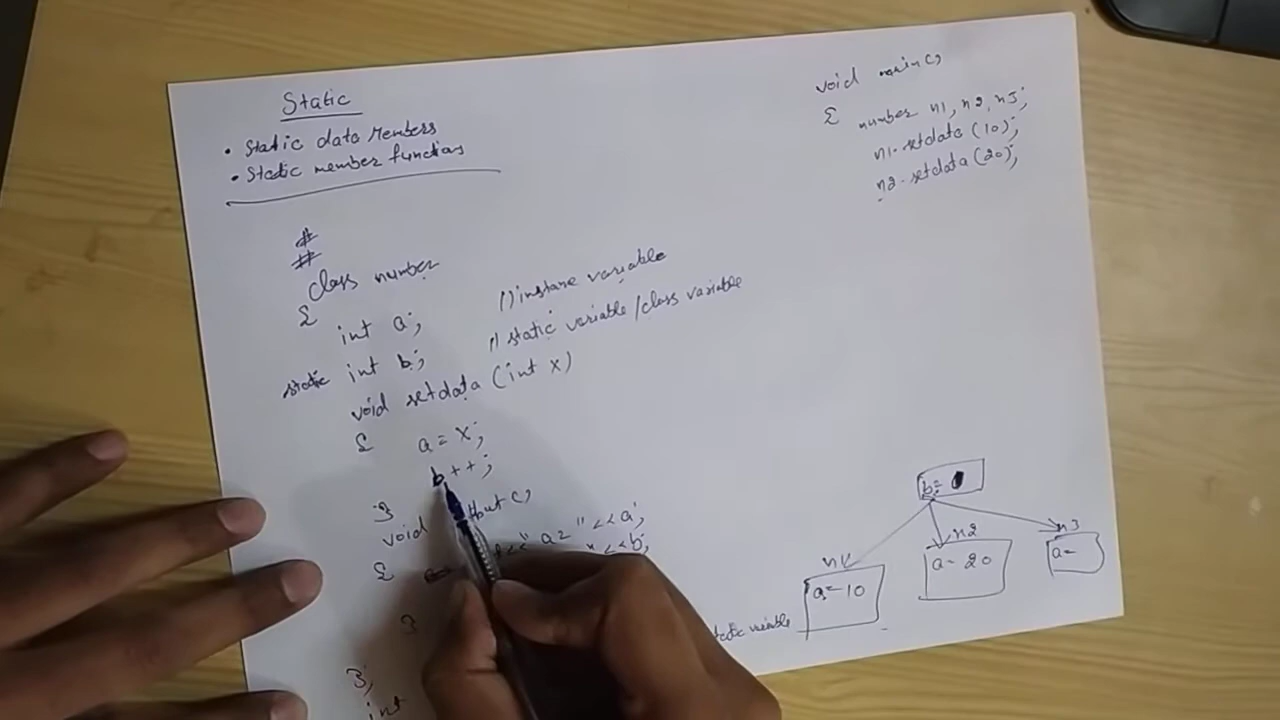 Static
• Static data Members
• Static member functions
#
#
class number
{
int a; // instane variable
static int b; // static variable/class variable
void setdata (int x)
{ a = x;
b++;
}
void
{ << " a = " << a;
" << b;
}
};
int
void main()
{ number n1, n2, n3;
n1.setdata (10);
n2.setdata (20);
b =
n1 n2 n3
a = 10 a = 20 a =
variable